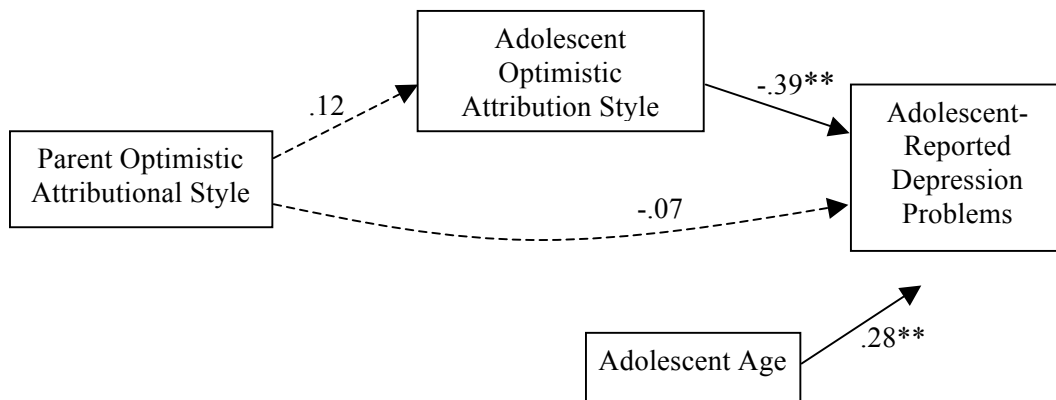 Adolescent
Optimistic
Attribution Style
-.39**
.12
Adolescent-
Reported
Depression
Problems
Parent Optimistic
Attributional Style
-.07
Adolescent Age
.28**